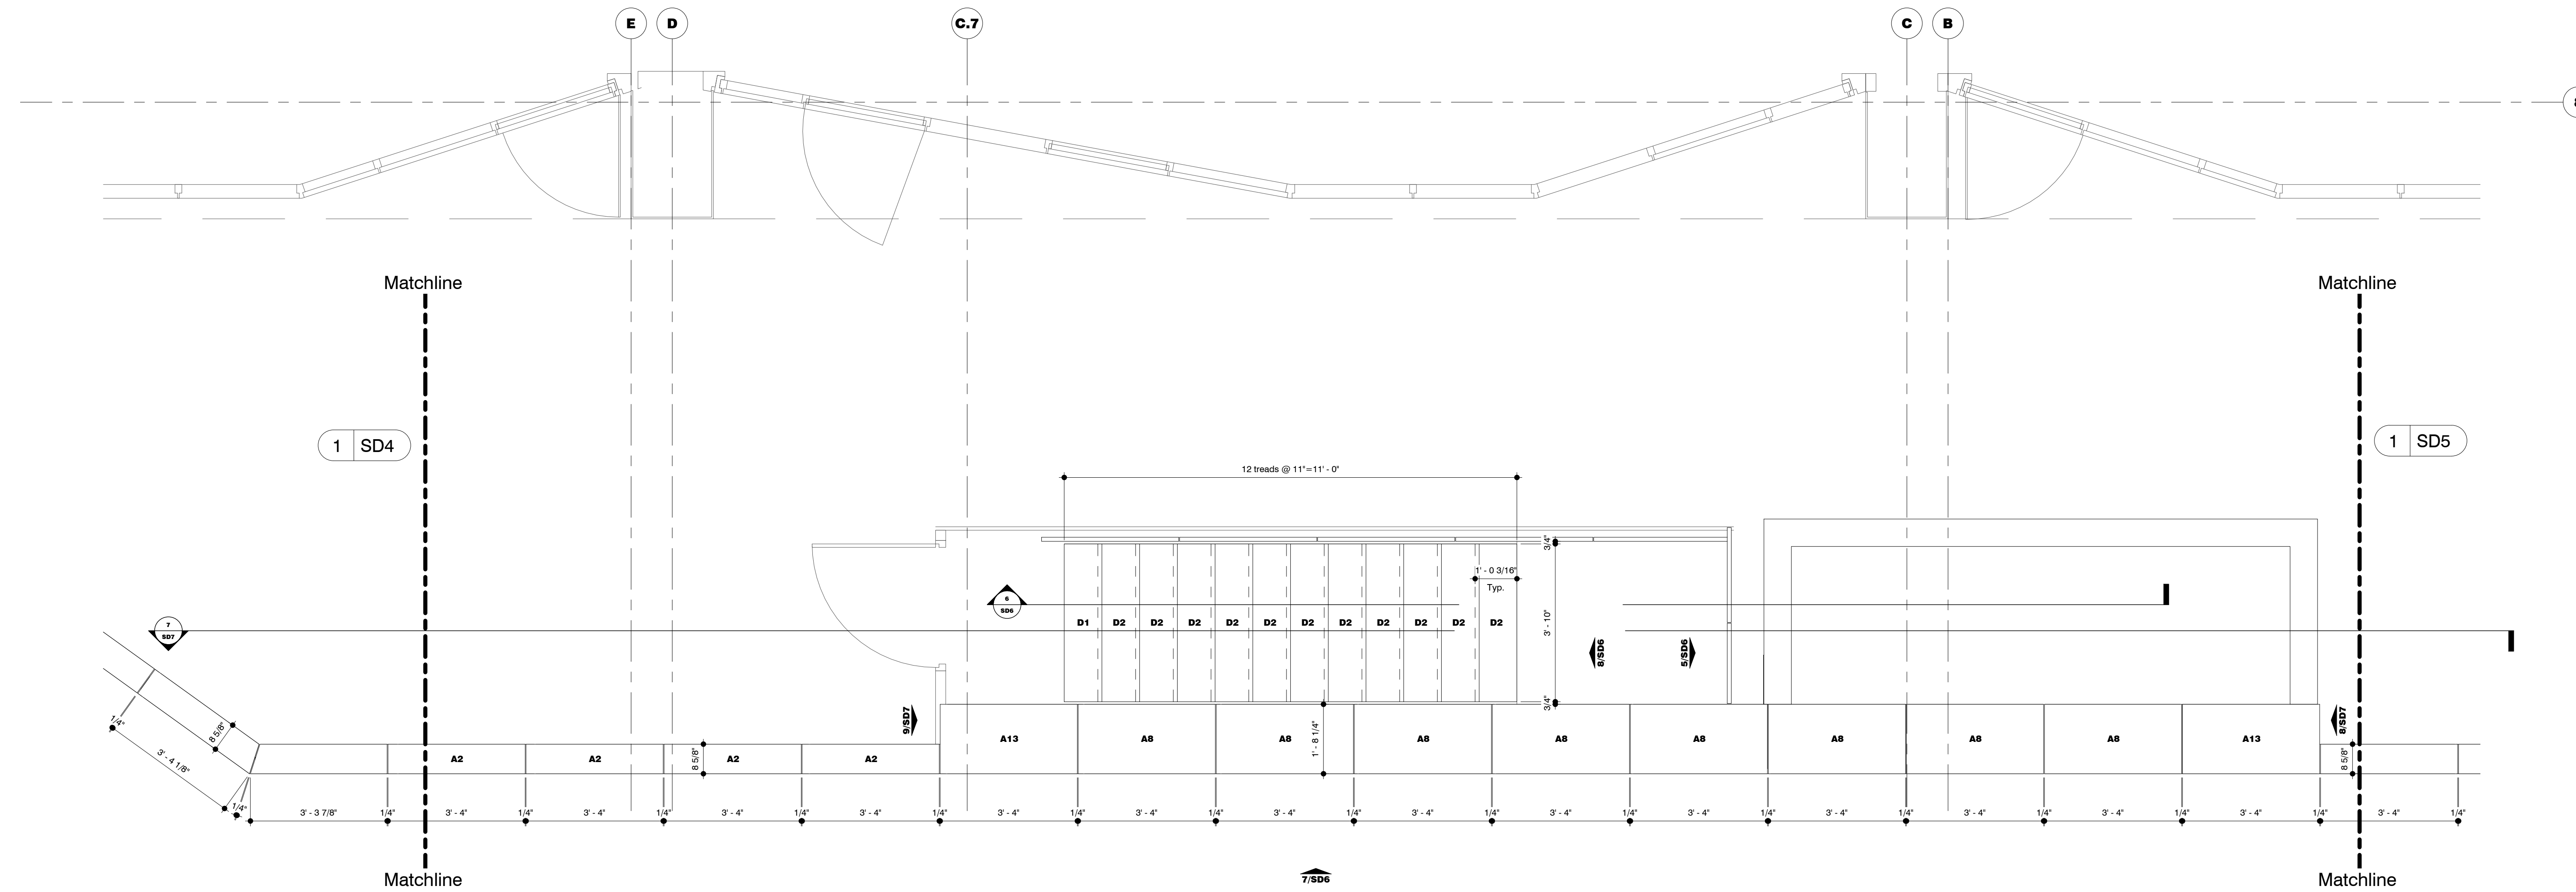 E D C.7 C B
Matchline Matchline
1 SD4
1 SD5
12 treads @ 11"=11' - 0"
3/4"
1' - 0 3/16"
Typ.
6
SD6
7
SD7
D1 D2 D2 D2 D2 D2 D2 D2 D2 D2 D2 D2
3' - 10"
8/SD6
5/SD6
3/4"
1/4"
8 5/8"
3' - 4 1/8"
1/4"
9/SD7
8/SD7
A13 A8 A8 A8 A8 A8 A8 A8 A8 A13
1' - 8 1/4"
A2 A2 A2 A2
8 5/8"
8 5/8"
3' - 3 7/8" 1/4" 3' - 4" 1/4" 3' - 4" 1/4" 3' - 4" 1/4" 3' - 4" 1/4" 3' - 4" 1/4" 3' - 4" 1/4" 3' - 4" 1/4" 3' - 4" 1/4" 3' - 4" 1/4" 3' - 4" 1/4" 3' - 4" 1/4" 3' - 4" 1/4" 3' - 4" 1/4" 3' - 4" 1/4" 3' - 4" 1/4"
Matchline Matchline
7/SD6